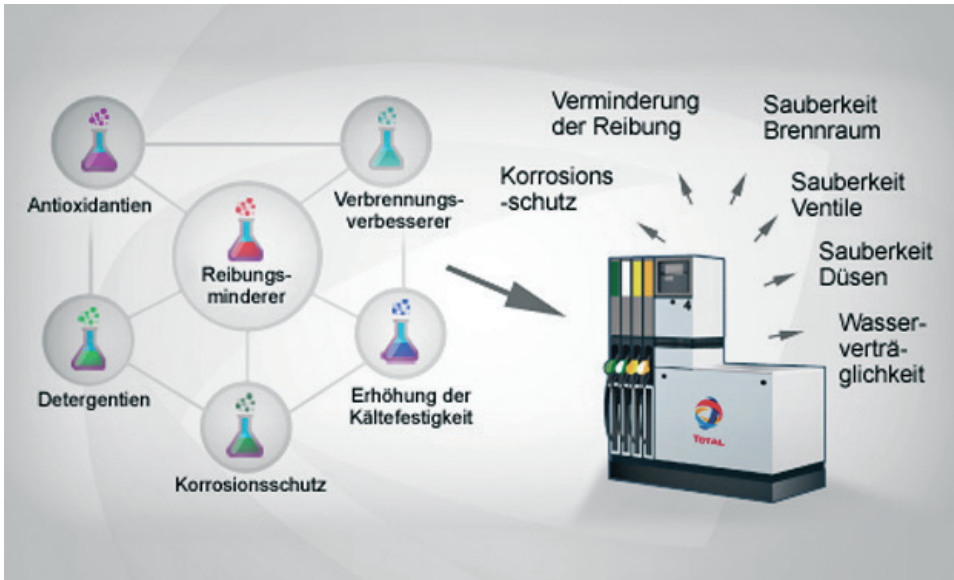 Antioxidantien
Verbrennungs-
verbesserer
Reibungs-
minderer
Detergentien
Erhöhung der
Kältefestigkeit
Korrosionsschutz
Korrosions
-schutz
Verminderung
der Reibung
Sauberkeit
Brennraum
Sauberkeit
Ventile
Sauberkeit
Düsen
Wasser-
verträ-
glichkeit
4
TOTAL